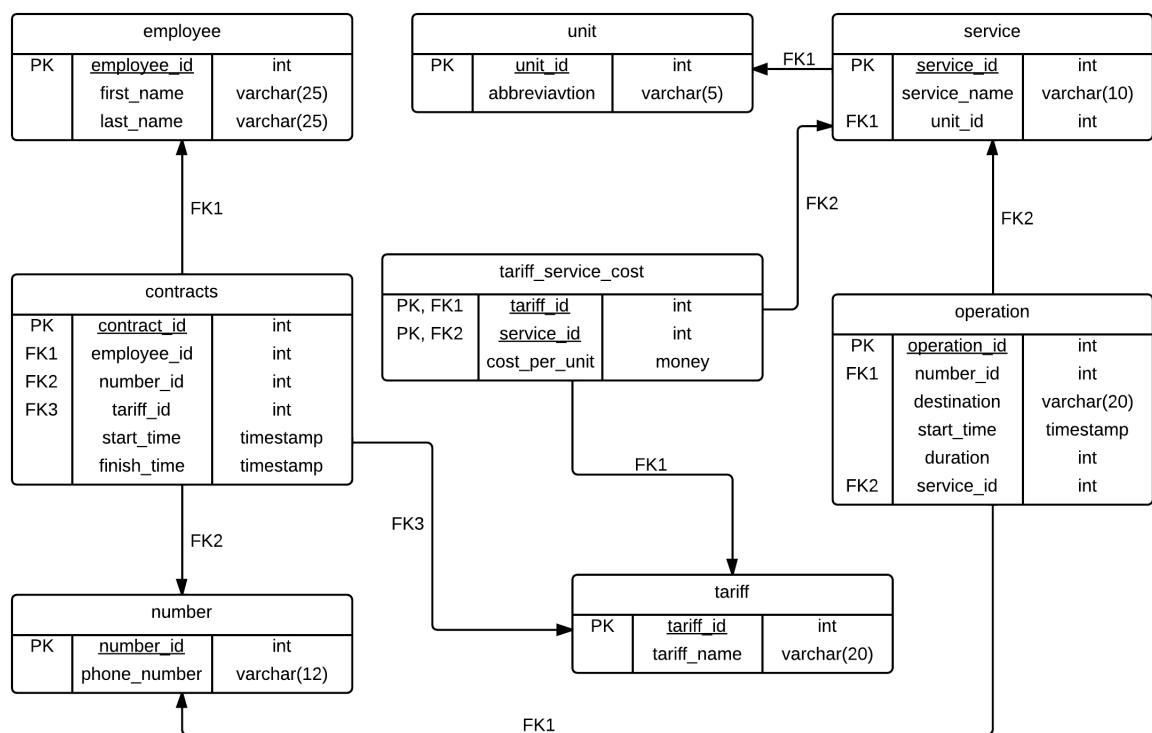 employee
PK employee_id int
first_name varchar(25)
last_name varchar(25)
unit
PK unit_id int
abbreviavtion varchar(5)
FK1
service
PK service_id int
service_name varchar(10)
FK1 unit_id int
FK1
FK2
FK2
contracts
PK contract_id int
FK1 employee_id int
FK2 number_id int
FK3 tariff_id int
start_time timestamp
finish_time timestamp
tariff_service_cost
PK, FK1 tariff_id int
PK, FK2 service_id int
cost_per_unit money
operation
PK operation_id int
FK1 number_id int
destination varchar(20)
start_time timestamp
duration int
FK2 service_id int
FK1
FK3
FK2
number
PK number_id int
phone_number varchar(12)
tariff
PK tariff_id int
tariff_name varchar(20)
FK1